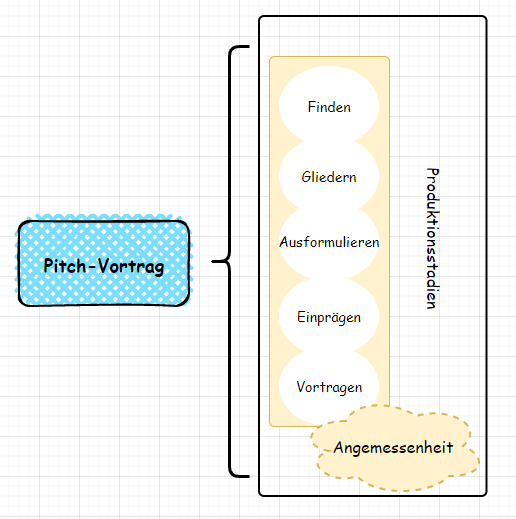 Pitch-Vortrag
Finden
Gliedern
Ausformulieren
Einprägen
Vortragen
Produktionsstadien
Angemessenheit